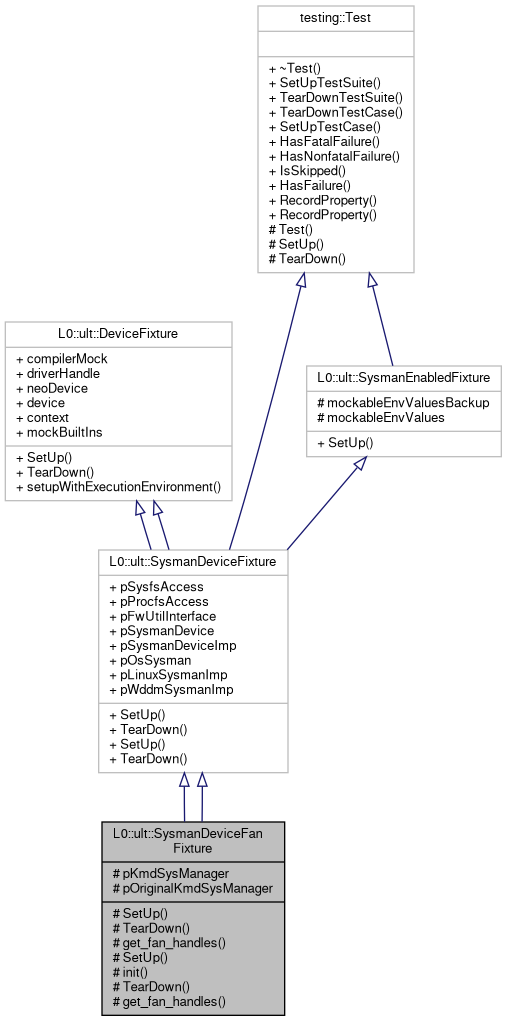 testing::Test
+ ~Test()
+ SetUpTestSuite()
+ TearDownTestSuite()
+ TearDownTestCase()
+ SetUpTestCase()
+ HasFatalFailure()
+ HasNonfatalFailure()
+ IsSkipped()
+ HasFailure()
+ RecordProperty()
+ RecordProperty()
# Test()
# SetUp()
# TearDown()
L0::ult::DeviceFixture
+ compilerMock
+ driverHandle
+ neoDevice
+ device
+ context
+ mockBuiltIns
+ SetUp()
+ TearDown()
+ setupWithExecutionEnvironment()
L0::ult::SysmanEnabledFixture
# mockableEnvValuesBackup
# mockableEnvValues
+ SetUp()
L0::ult::SysmanDeviceFixture
+ pSysfsAccess
+ pProcfsAccess
+ pFwUtilInterface
+ pSysmanDevice
+ pSysmanDeviceImp
+ pOsSysman
+ pLinuxSysmanImp
+ pWddmSysmanImp
+ SetUp()
+ TearDown()
+ SetUp()
+ TearDown()
L0::ult::SysmanDeviceFan
Fixture
# pKmdSysManager
# pOriginalKmdSysManager
# SetUp()
# TearDown()
# get_fan_handles()
# SetUp()
# init()
# TearDown()
# get_fan_handles()